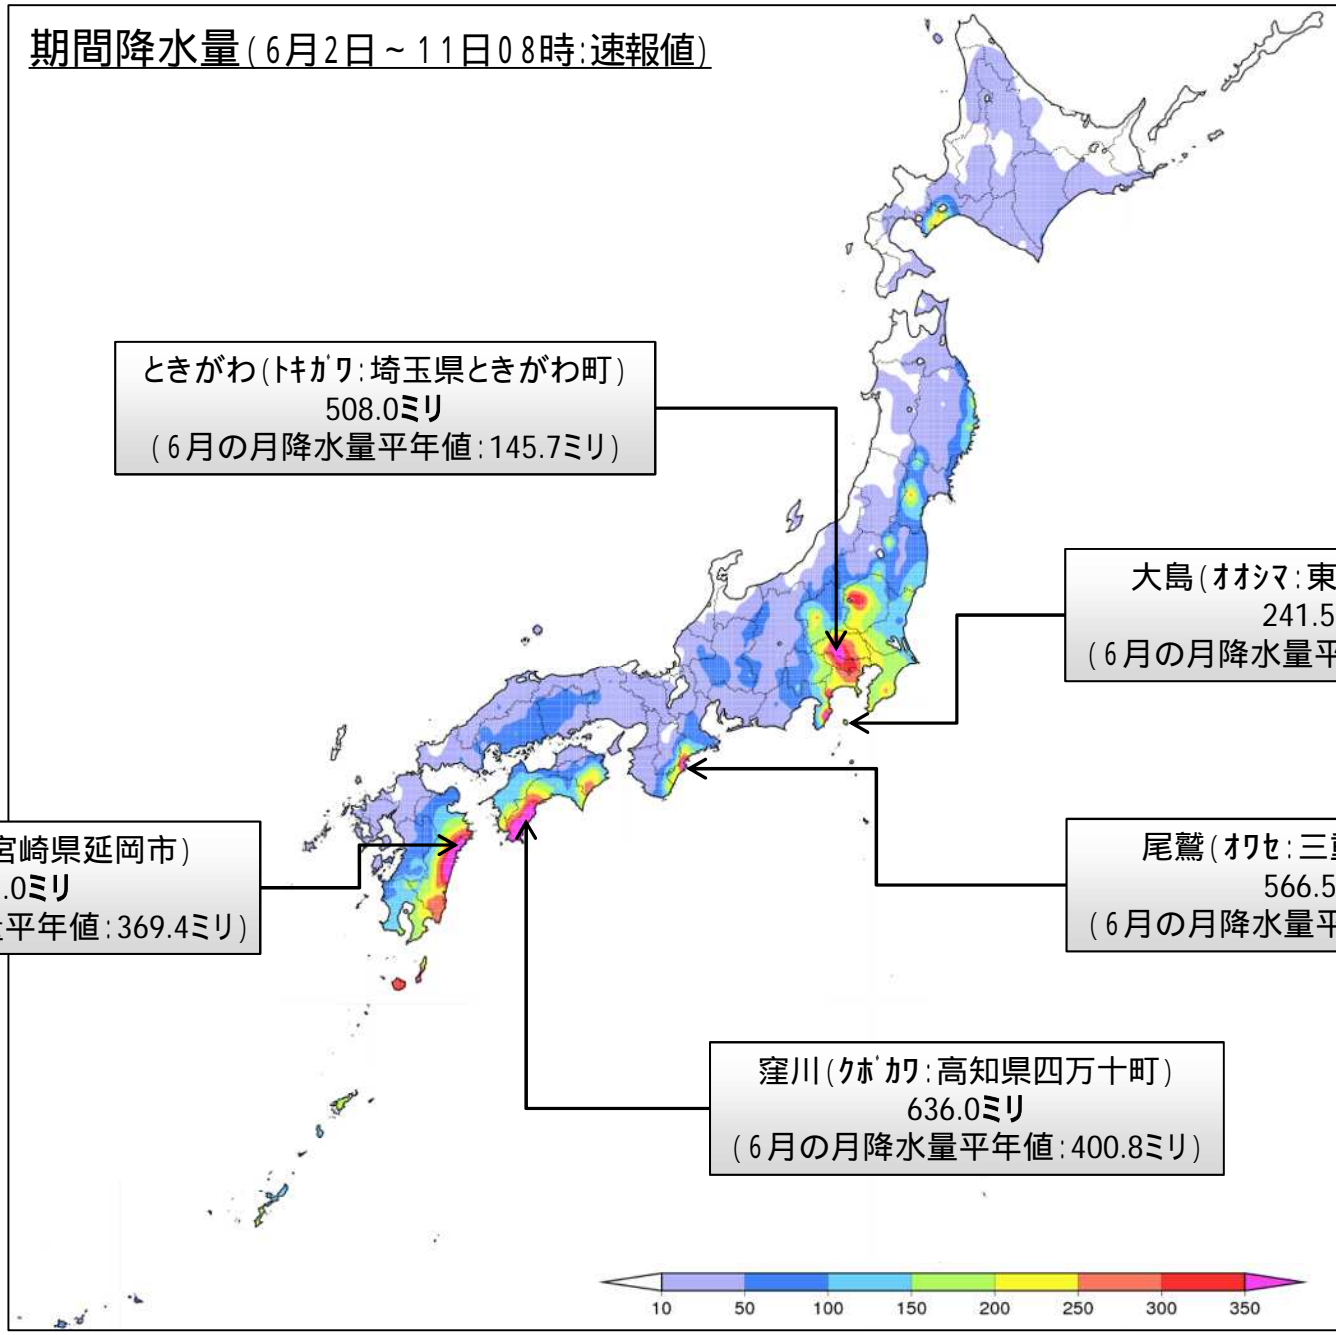 期間降水量(6月2日~11日08時:速報値)
ときがわ(ﾄｷｶﾞﾜ:埼玉県ときがわ町)
508.0ミリ
(6月の月降水量平年値:145.7ミリ)
大島(ｵｵｼﾏ:東
241.5
(6月の月降水量平
宮崎県延岡市)
.0ミリ
平年値:369.4ミリ)
尾鷲(ｵﾜｾ:三重
566.5
(6月の月降水量平
窪川(ｸﾎﾞｶﾜ:高知県四万十町)
636.0ミリ
(6月の月降水量平年値:400.8ミリ)
10 50 100 150 200 250 300 350